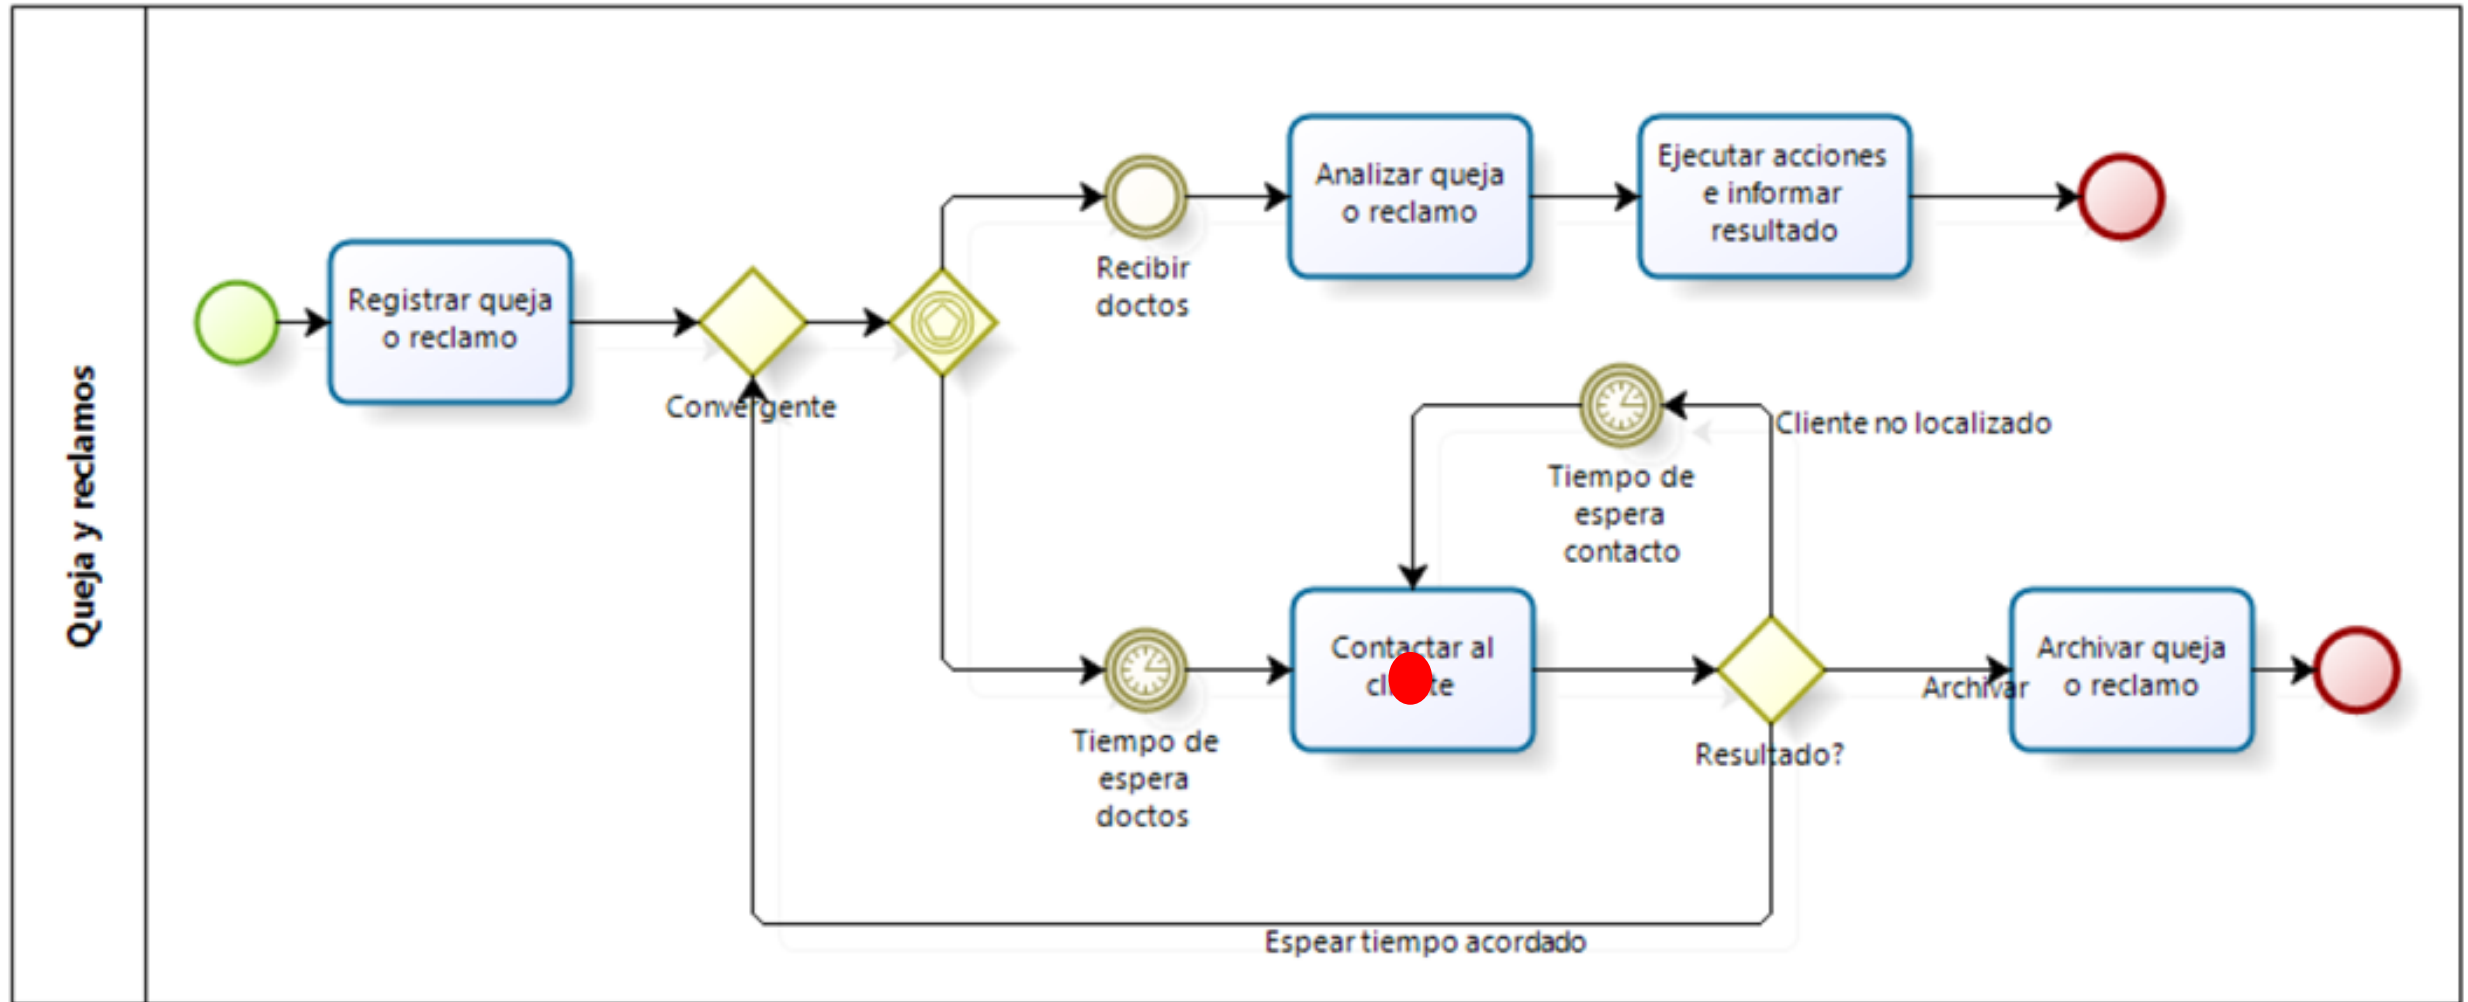 Queja y reclamos
Registrar queja
o reclamo
Convergente
Recibir
doctos
Analizar queja
o reclamo
Ejecutar acciones
e informar
resultado
Cliente no localizado
Tiempo de
espera
contacto
Tiempo de
espera
doctos
Contactar al
Resultado?
Archivar
Archivar queja
o reclamo
Espear tiempo acordado